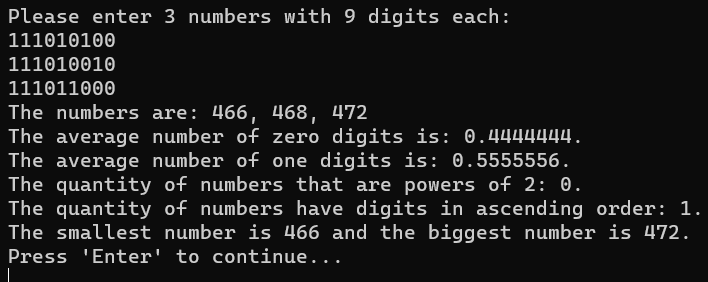 Please enter 3 numbers with 9 digits each:
111010100
111010010
111011000
The numbers are: 466, 468, 472
The average number of zero digits is: 0.4444444.
The average number of one digits is: 0.5555556.
The quantity of numbers that are powers of 2: 0.
The quantity of numbers have digits in ascending order: 1.
The smallest number is 466 and the biggest number is 472.
Press 'Enter' to continue...